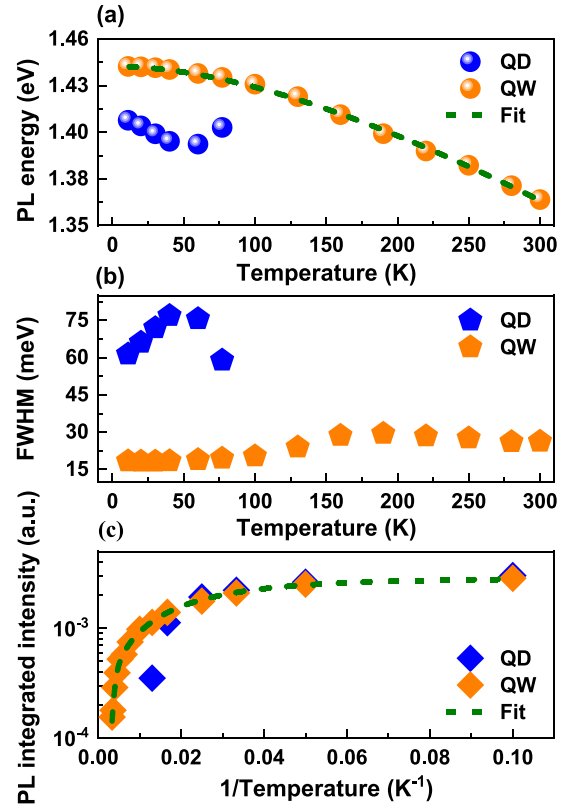 (a)
1.46
1.43
1.40
1.38
1.35
PL energy (eV)
QD
QW
Fit
0 50 100 150 200 250 300
Temperature (K)
(b)
75
60
45
30
15
FWHM (meV)
QD
QW
0 50 100 150 200 250 300
Temperature (K)
(c)
10-3
10-4
PL integrated intensity (a.u.)
QD
QW
Fit
0.00 0.02 0.04 0.06 0.08 0.10
1/Temperature (K-1)